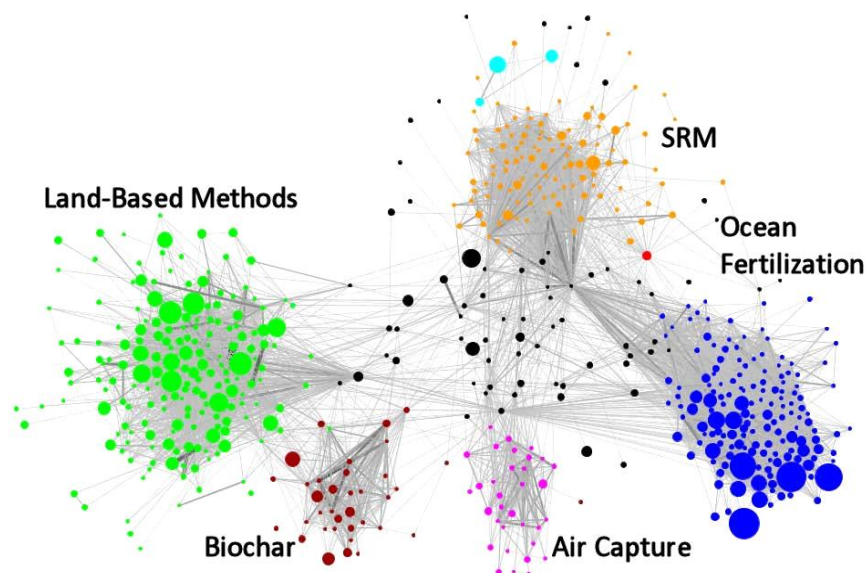 SRM
Land-Based Methods
Ocean
Fertilization
Biochar
Air Capture